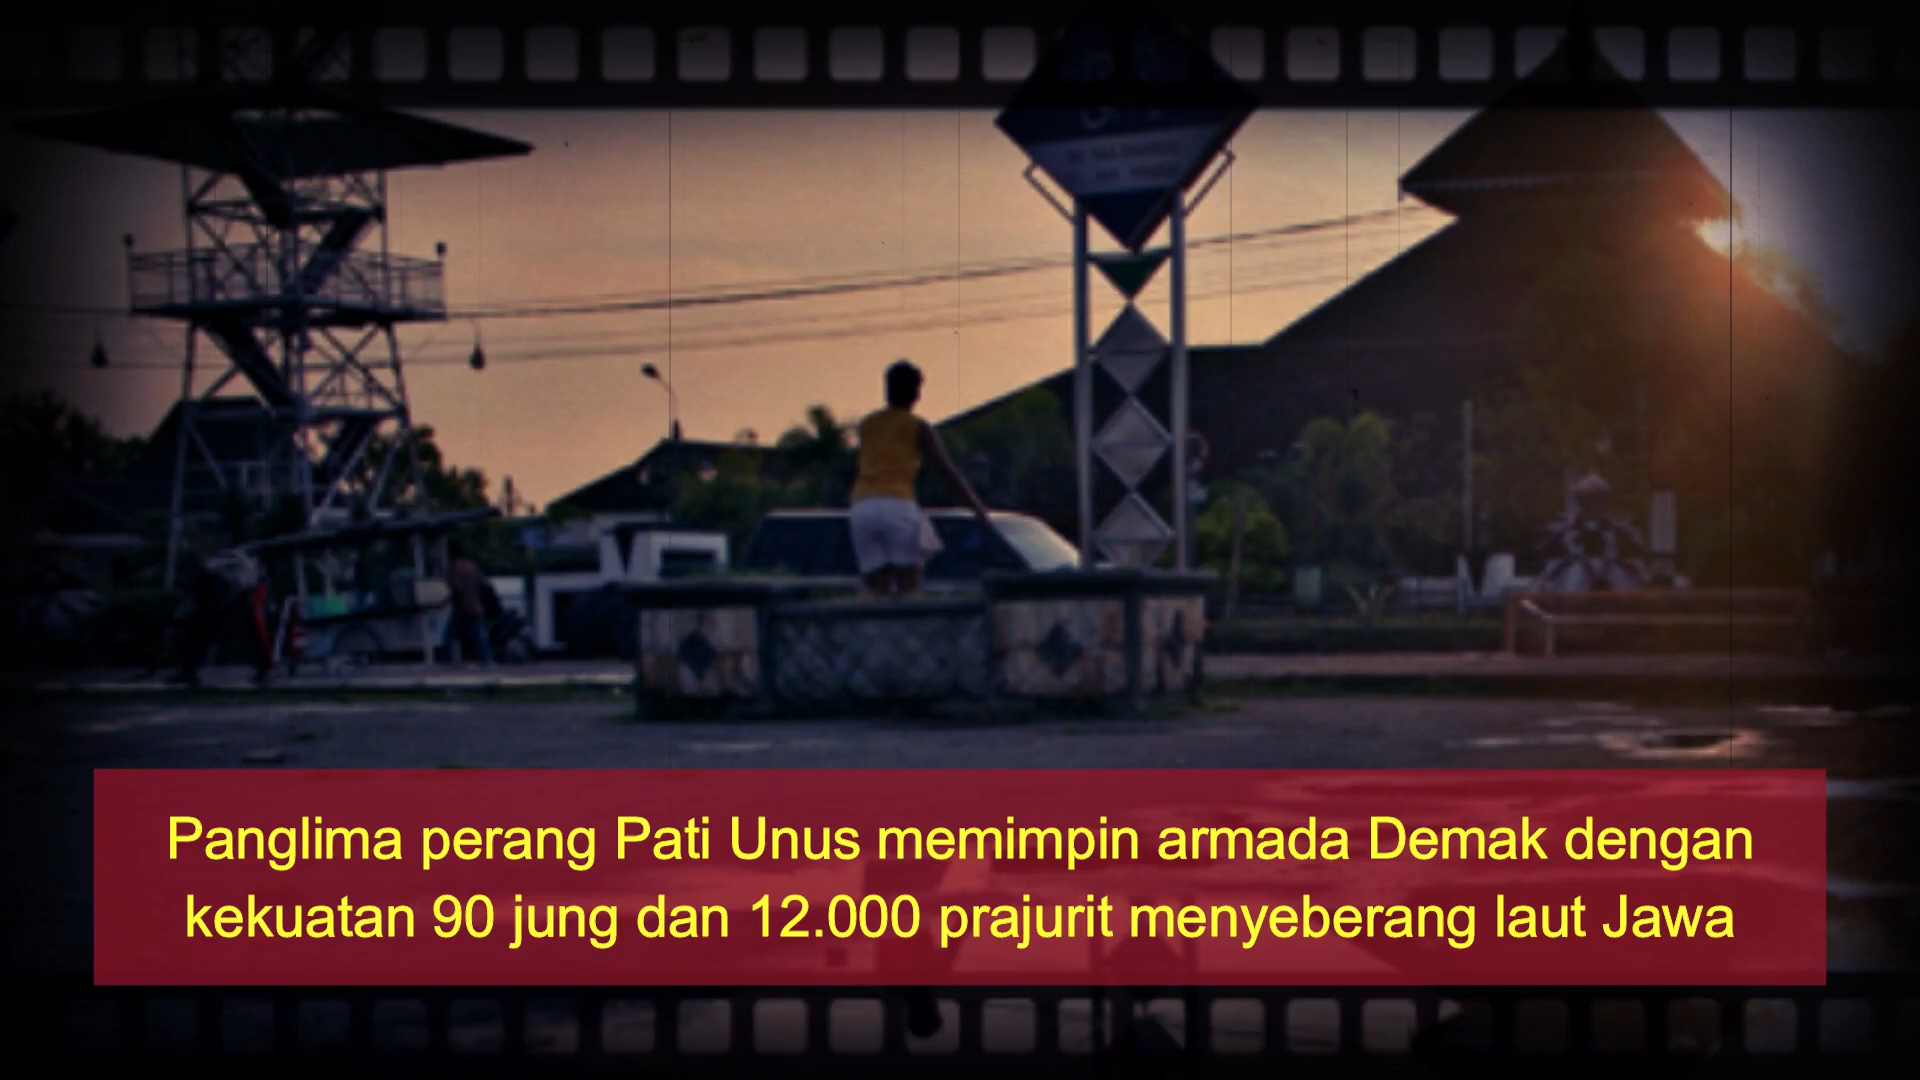 Panglima perang Pati Unus memimpin armada Demak dengan
kekuatan 90 jung dan 12.000 prajurit menyeberang laut Jawa